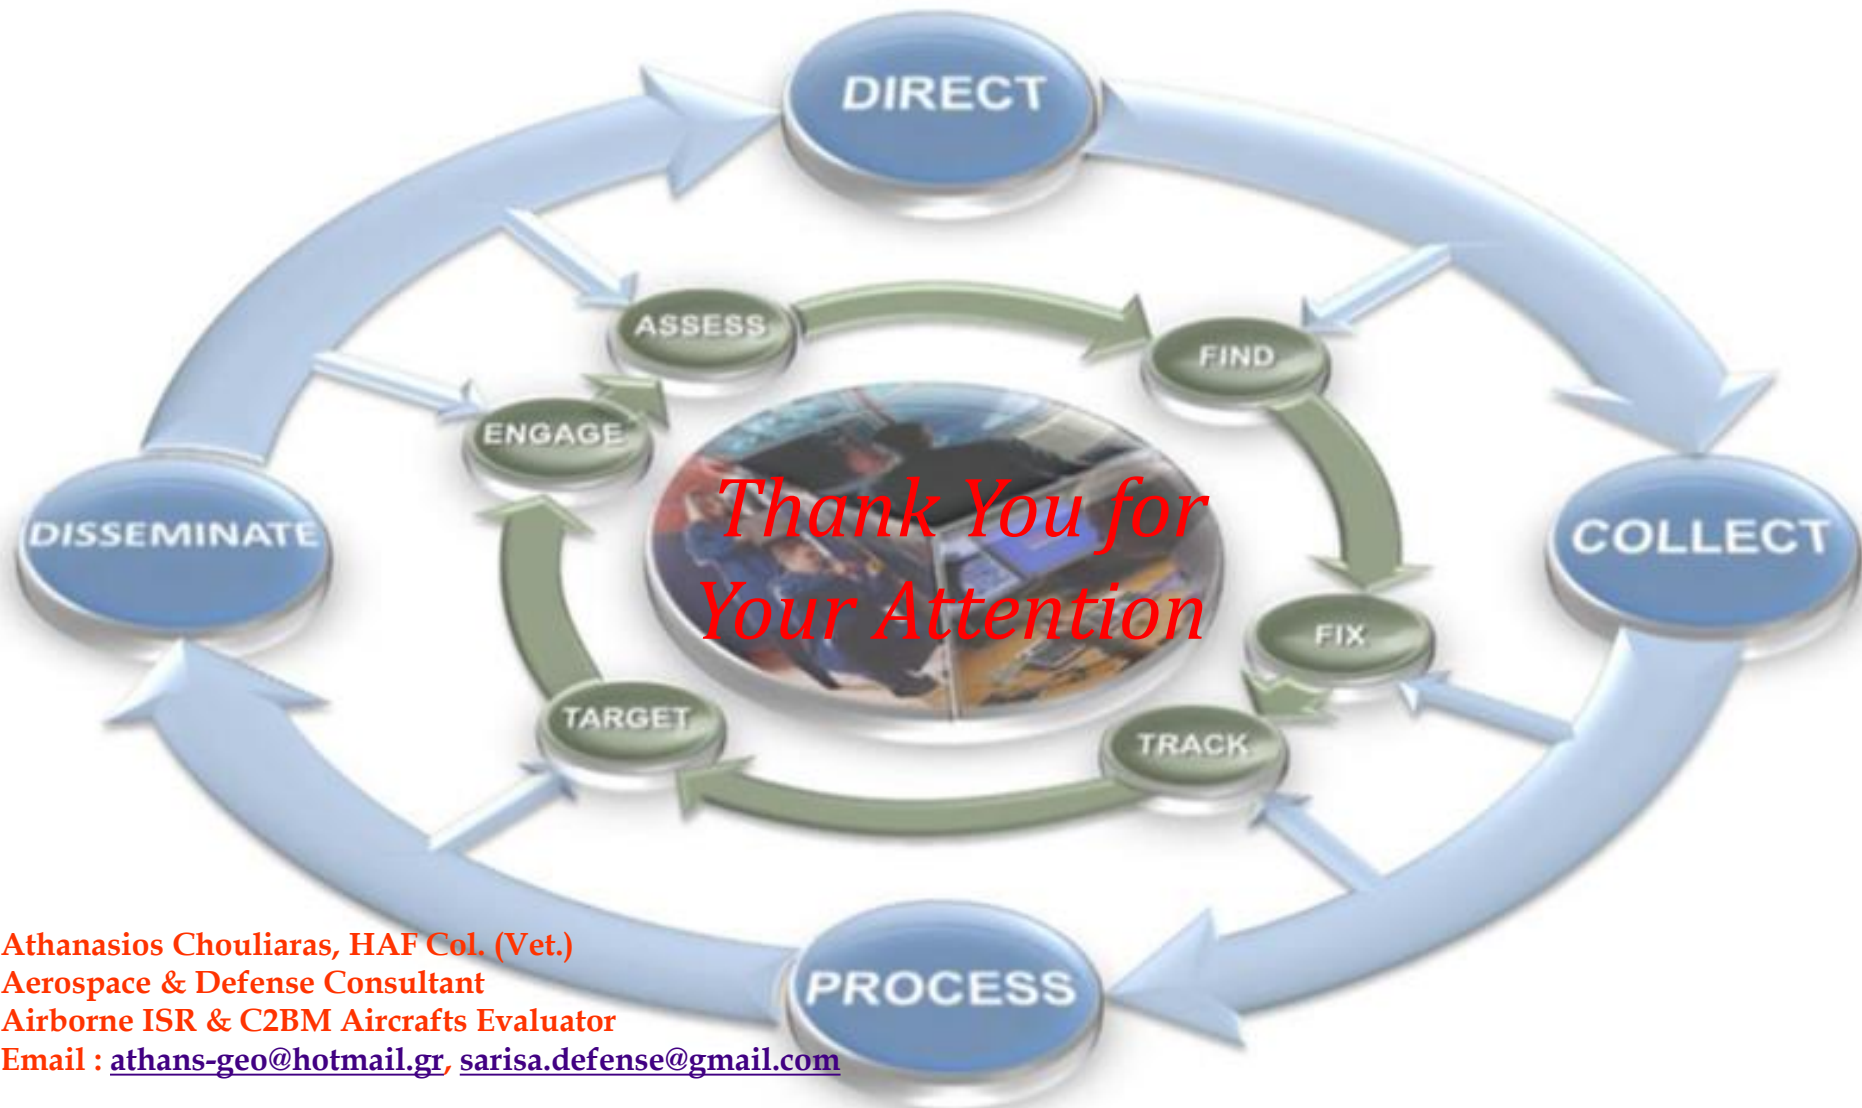 DIRECT
ASSESS
FIND
ENGAGE
Thank You for
Your Attention
DISSEMINATE
COLLECT
FIX
TARGET
TRACK
PROCESS
Athanasios Chouliaras, HAF Col. (Vet.)
Aerospace & Defense Consultant
Airborne ISR & C2BM Aircrafts Evaluator
Email : athans-geo@hotmail.gr, sarisa.defense@gmail.com